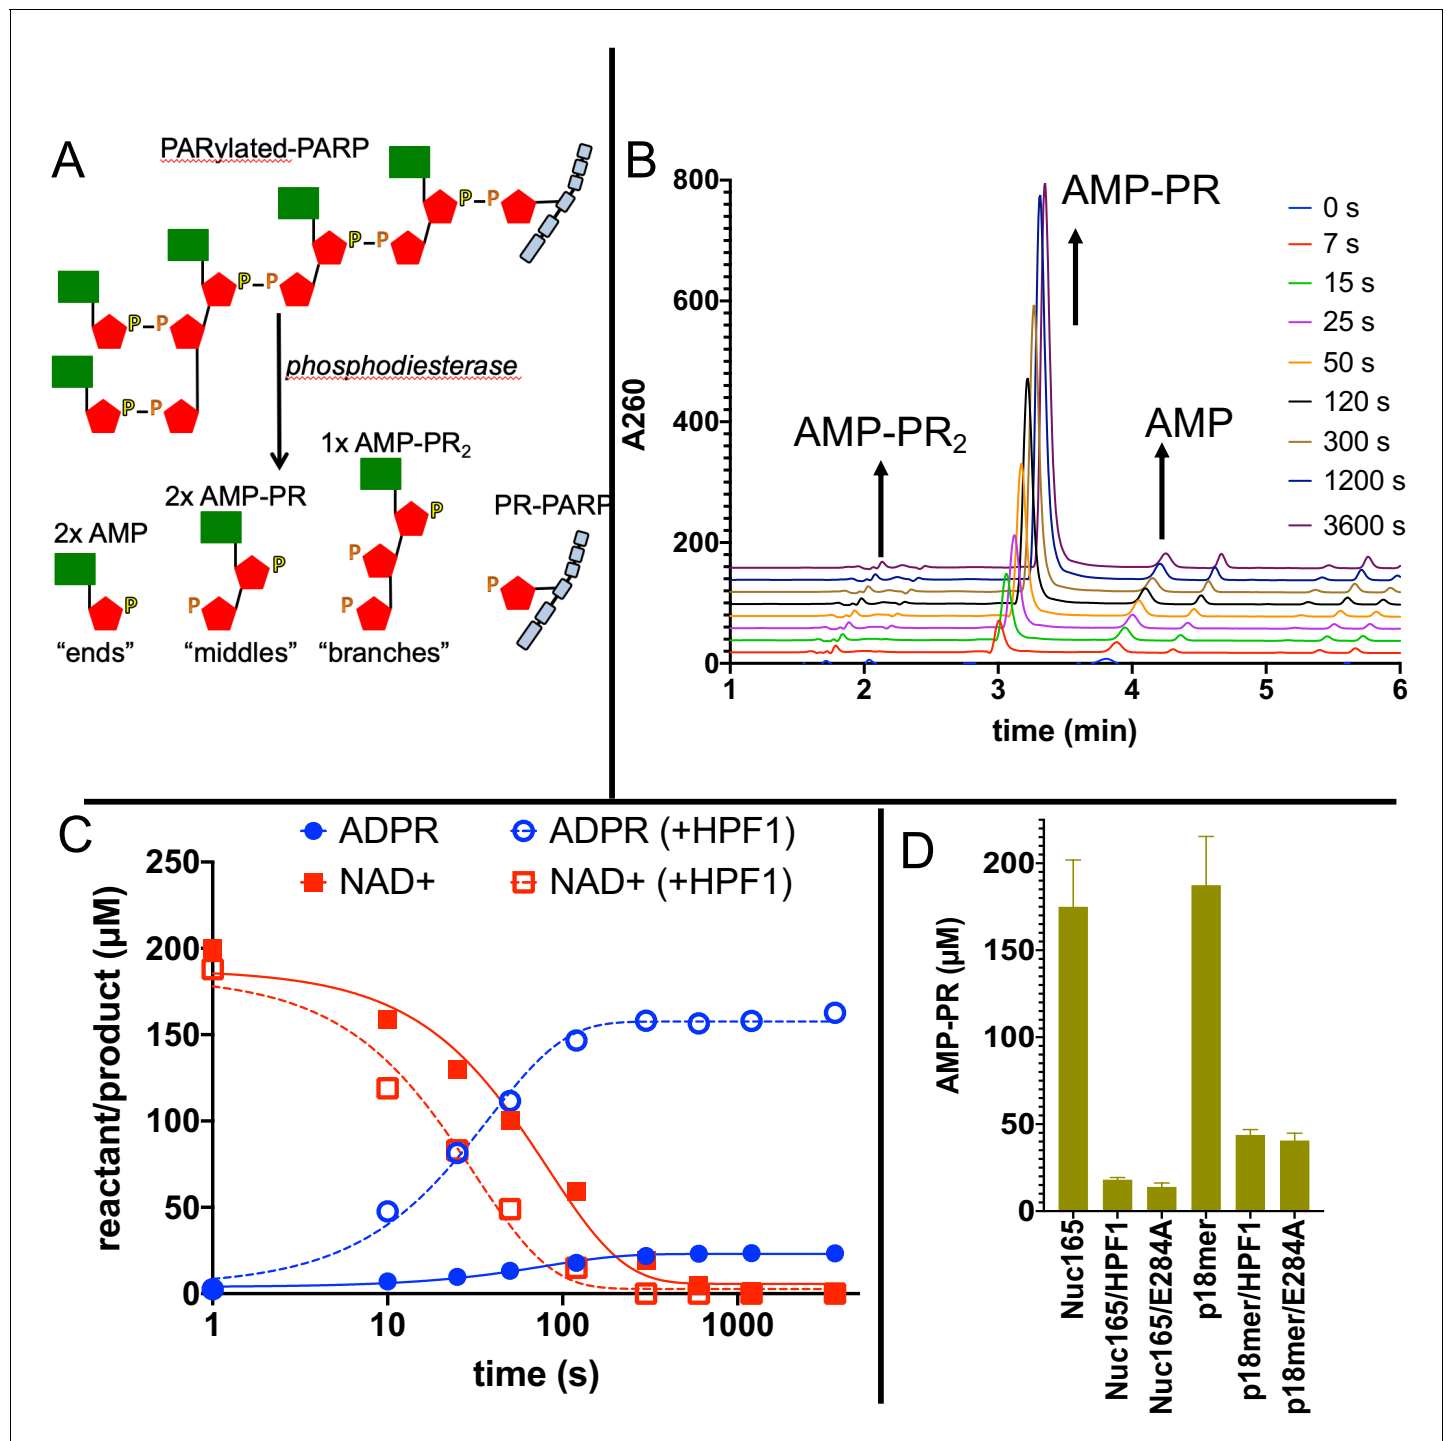 A
PARylated-PARP
P–P
P–P
P–P
P–P
P–P
phosphodiesterase
1x AMP-PR2
2x AMP-PR
2x AMP
PR-PARP
P
P
P
P
P
P
P
"ends"
"middles"
"branches"
B
A260
800
600
400
200
0
1
2
3
4
5
6
time (min)
AMP-PR2
AMP-PR
AMP
0 s
7 s
15 s
25 s
50 s
120 s
300 s
1200 s
3600 s
C
ADPR
ADPR (+HPF1)
NAD+
NAD+ (+HPF1)
reactant/product (µM)
250
200
150
100
50
0
1
10
100
1000
time (s)
D
AMP-PR (µM)
200
150
100
50
0
Nuc165
Nuc165/HPF1
Nuc165/E284A
p18mer
p18mer/HPF1
p18mer/E284A